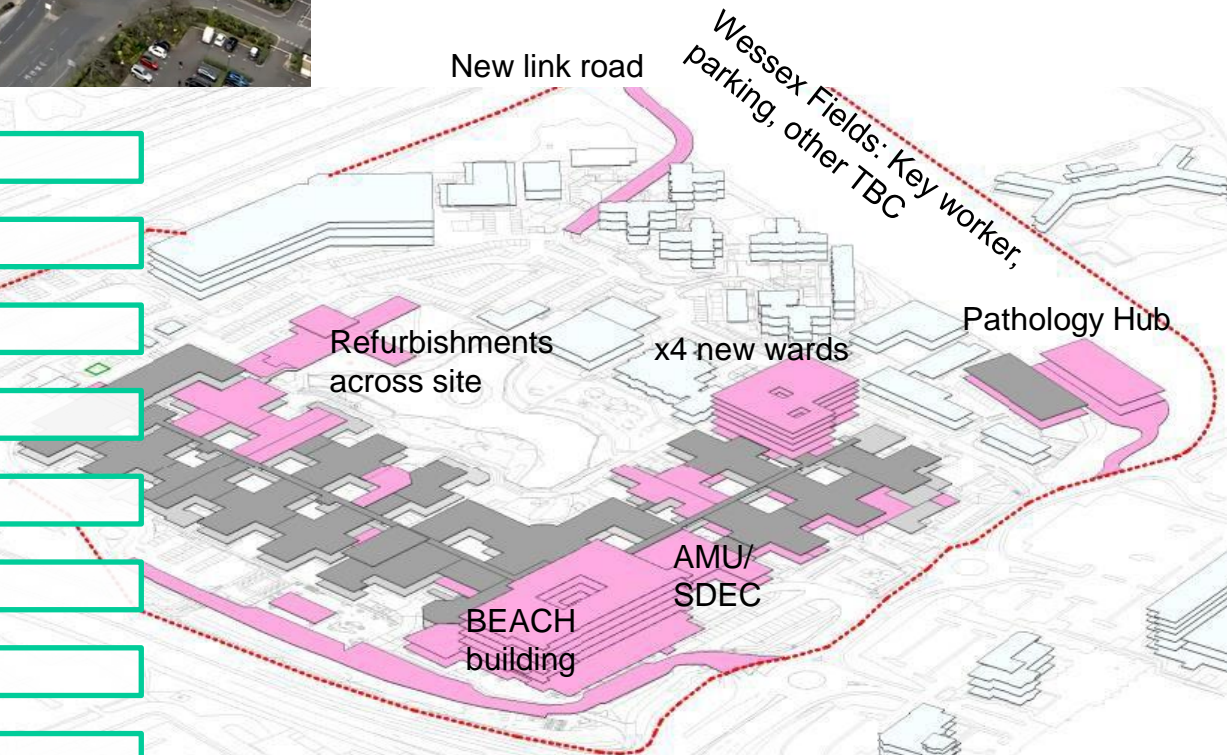 New link road
Wessex Fields: Key worker,
parking, other TBC
Pathology Hub
Refurbishments
across site
x4 new wards
AMU/
SDEC
BEACH
building